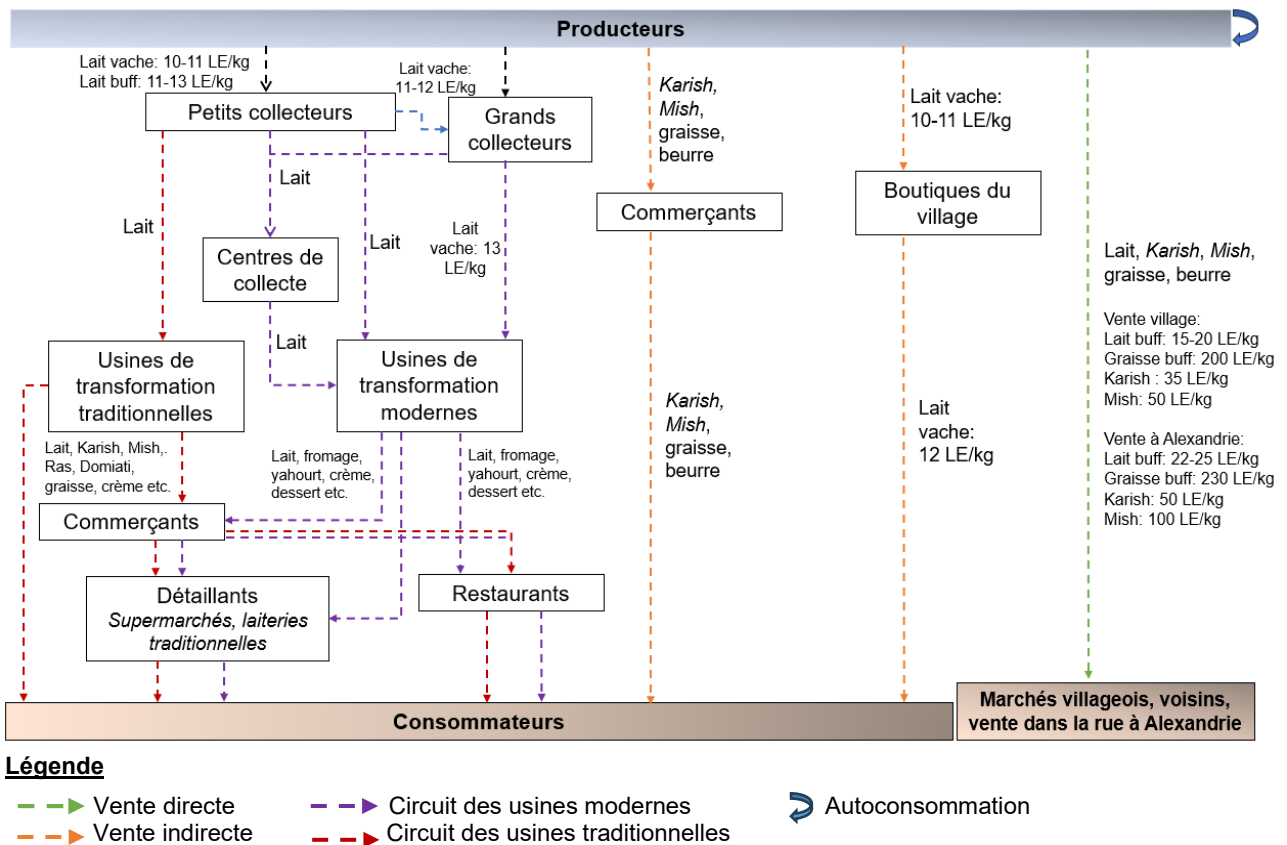 Producteurs
Lait vache: 10-11 LE/kg
Lait buff: 11-13 LE/kg
Lait vache:
11-12 LE/kg
Petits collecteurs
Grands
collecteurs
Karish,
Mish,
graisse,
beurre
Lait vache:
10-11 LE/kg
Lait
Lait
Lait
Lait
vache: 13
LE/kg
Commerçants
Boutiques du
village
Centres de
collecte
Lait
Lait, Karish, Mish,
graisse, beurre
Vente village:
Lait buff: 15-20 LE/kg
Graisse buff: 200 LE/kg
Karish : 35 LE/kg
Mish: 50 LE/kg
Vente à Alexandrie:
Lait buff: 22-25 LE/kg
Graisse buff: 230 LE/kg
Karish: 50 LE/kg
Mish: 100 LE/kg
Usines de
transformation
traditionnelles
Usines de
transformation
modernes
Karish,
Mish,
graisse,
beurre
Lait
vache:
12 LE/kg
Lait, Karish, Mish,.
Ras, Domiati,
graisse, crème etc.
Lait, fromage,
yahourt, crème,
dessert etc.
Lait, fromage,
yahourt, crème,
dessert etc.
Commerçants
Détaillants
Supermarchés, laiteries
traditionnelles
Restaurants
Consommateurs
Marchés villageois, voisins,
vente dans la rue à Alexandrie
Légende
Vente directe
Vente indirecte
Circuit des usines modernes
Circuit des usines traditionnelles
Autoconsommation